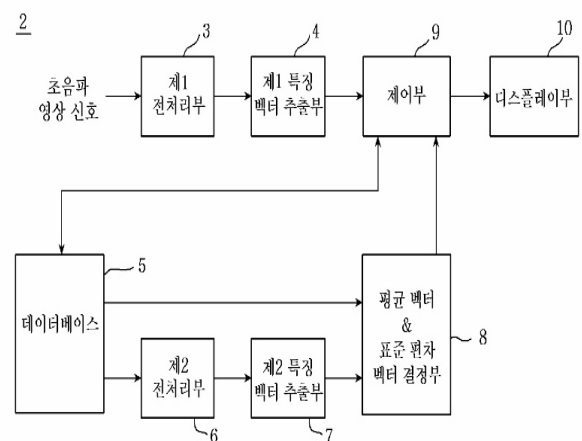 2
3
4
9
10
초음파
영상 신호
제1
전처리부
제1 특징
벡터 추출부
제어부
디스플레이부
5
데이터베이스
평균 벡터
&
표준 편차
벡터 결정부
8
제2
전처리부
제2 특징
벡터 추출부
6
7